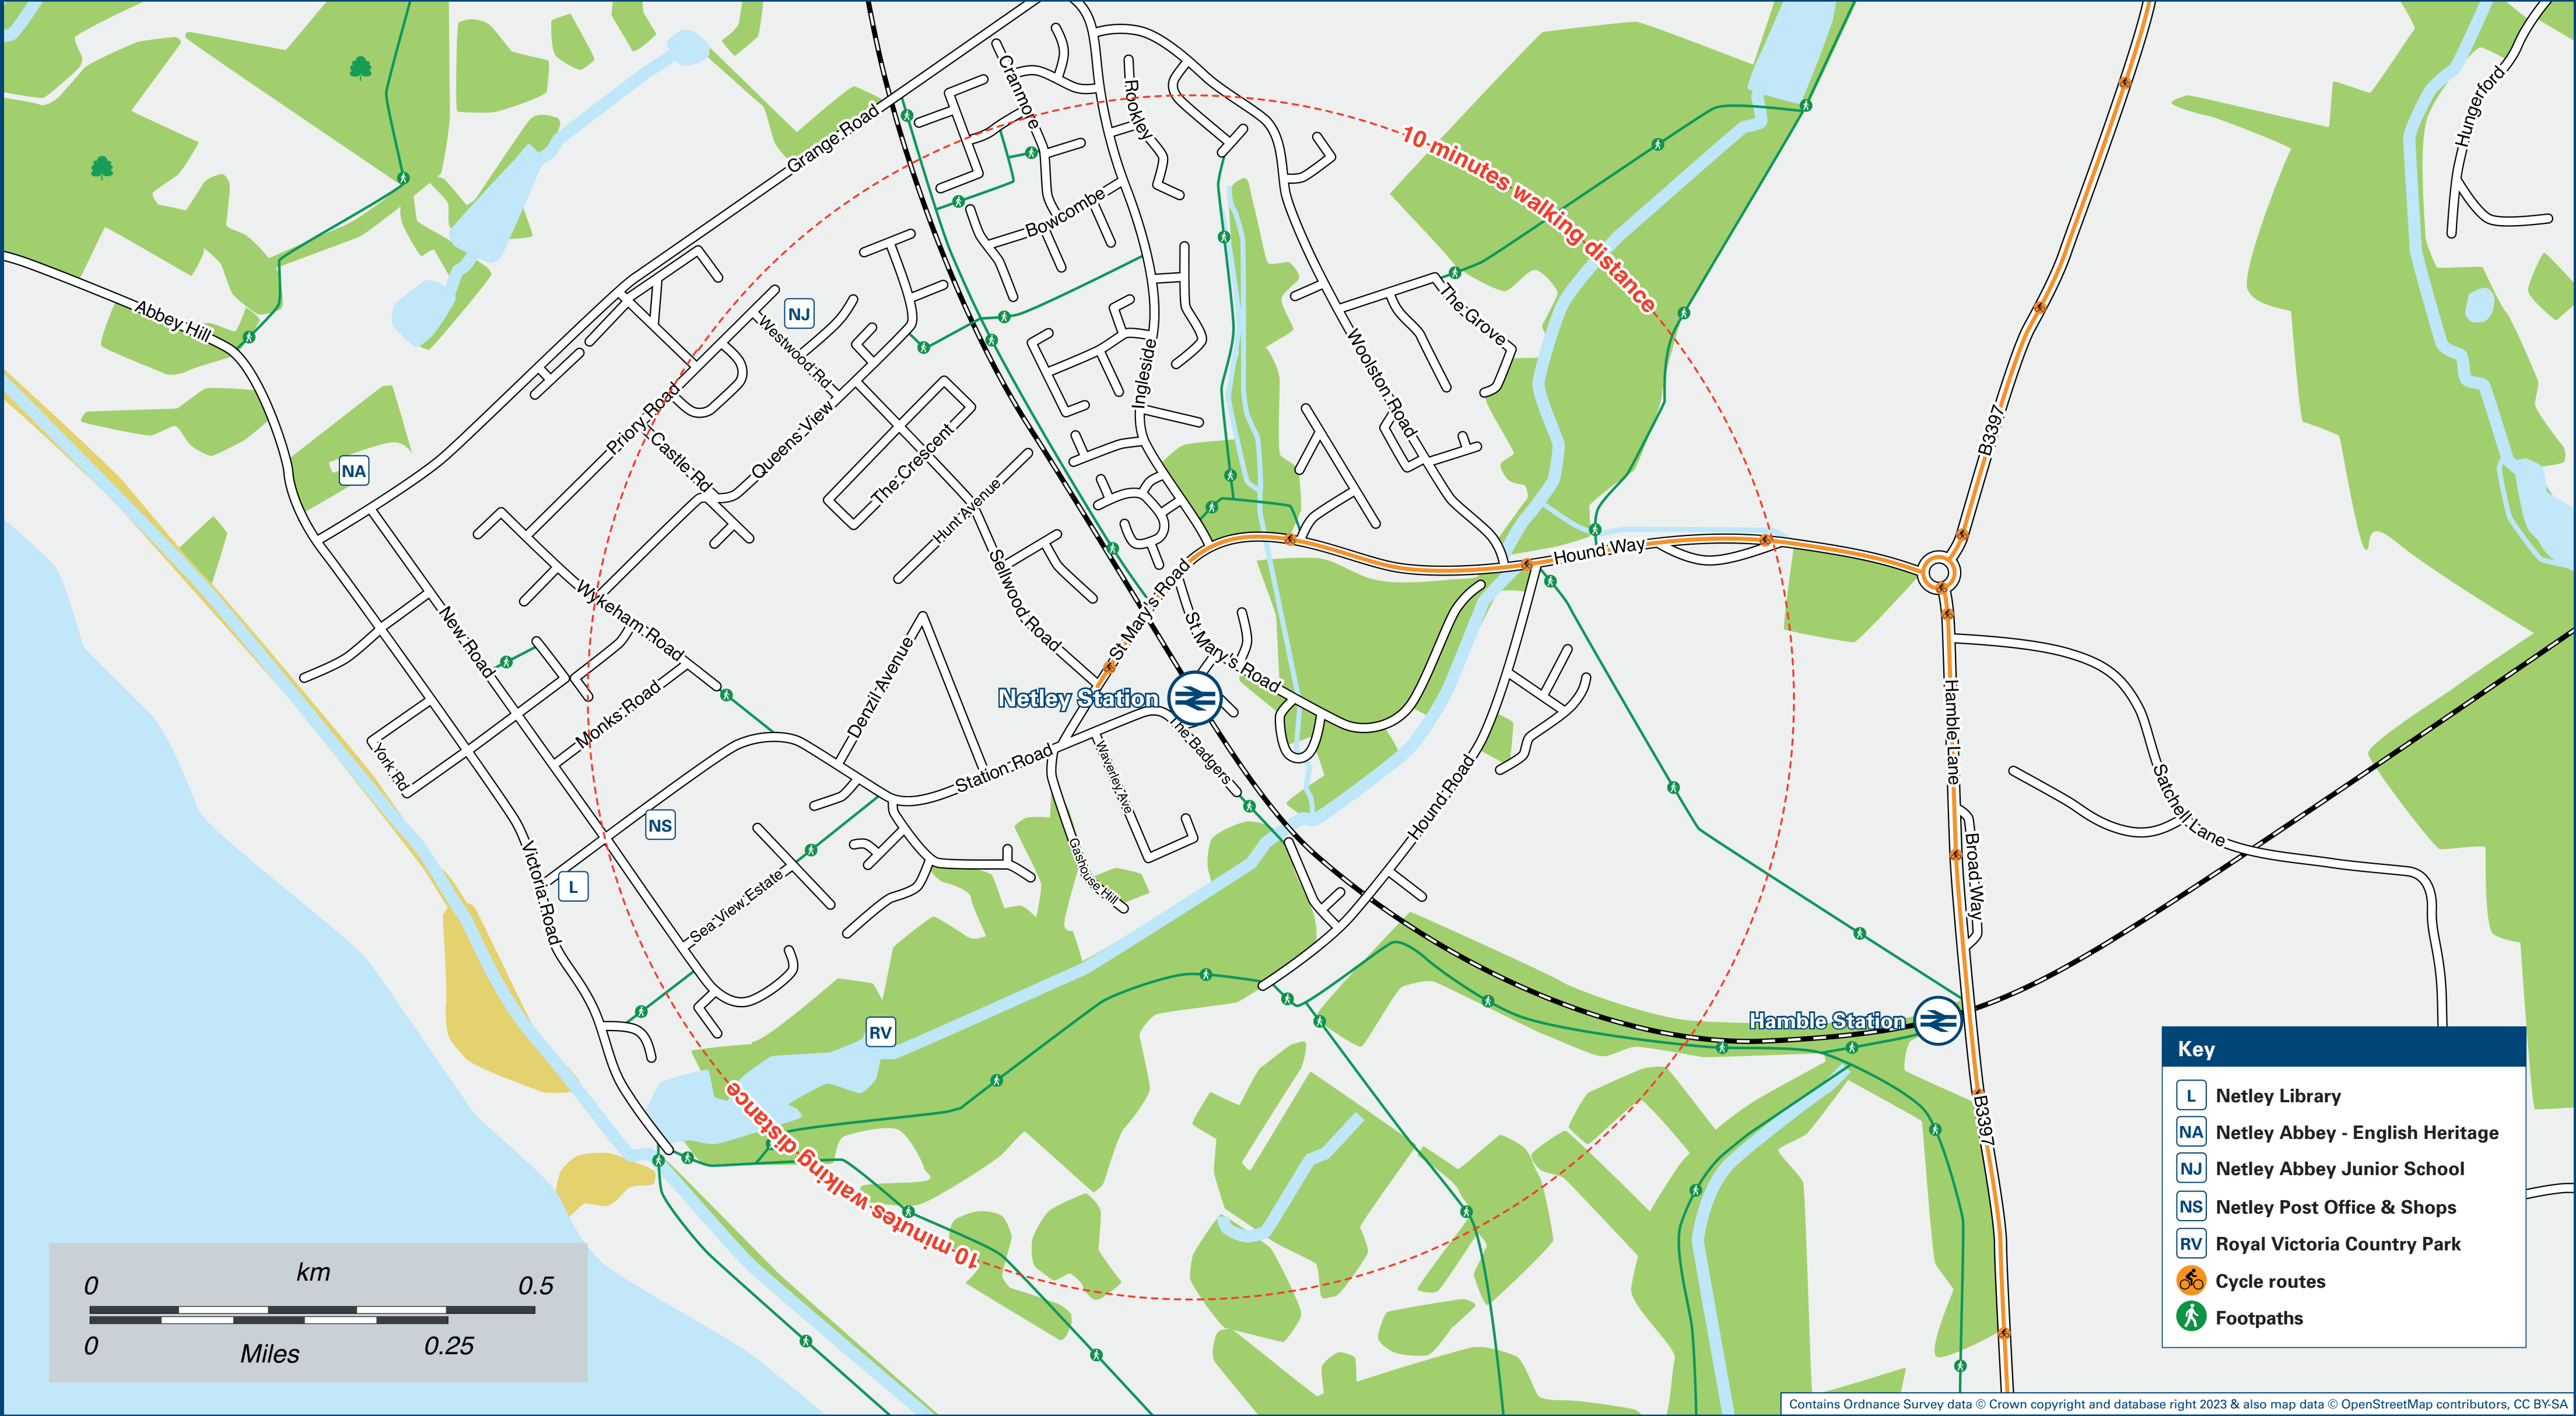 Cranmore
Rookley
Hungerford
Grange Road
10 minutes walking distance
Bowcombe
Abbey Hill
NJ
Westwood Rd
The Grove
Woolston Road
Ingleside
Priory Road
Castle Rd
Queens View
B3397
NA
The Crescent
Hunt Avenue
Hound Way
Sellwood Road
St Mary's Road
St Mary's Road
Wykeham Road
New Road
Denzil Avenue
Netley Station
Monks Road
York Rd
Station Road
The Badgers
Waverley Ave
Hamble Lane
Satchell Lane
Hound Road
NS
Victoria Road
L
Gashouse Hill
Sea View Estate
Broad Way
RV
Hamble Station
B3397
10 minutes walking distance
Key
L Netley Library
NA Netley Abbey - English Heritage
NJ Netley Abbey Junior School
NS Netley Post Office & Shops
RV Royal Victoria Country Park
Cycle routes
Footpaths
km
0 0.5
0 0.25
Miles
Contains Ordnance Survey data © Crown copyright and database right 2023 & also map data © OpenStreetMap contributors, CC BY-SA